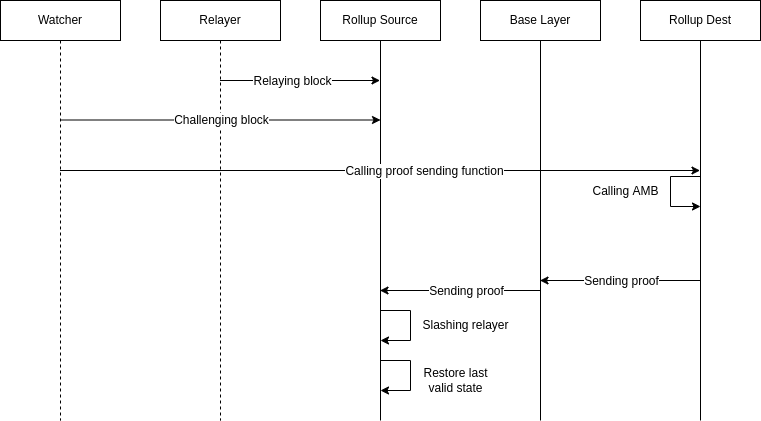 Watcher
Relayer
Rollup Source
Base Layer
Rollup Dest
Relaying block
Challenging block
Calling proof sending function
Calling AMB
Sending proof
Sending proof
Slashing relayer
Restore last
valid state